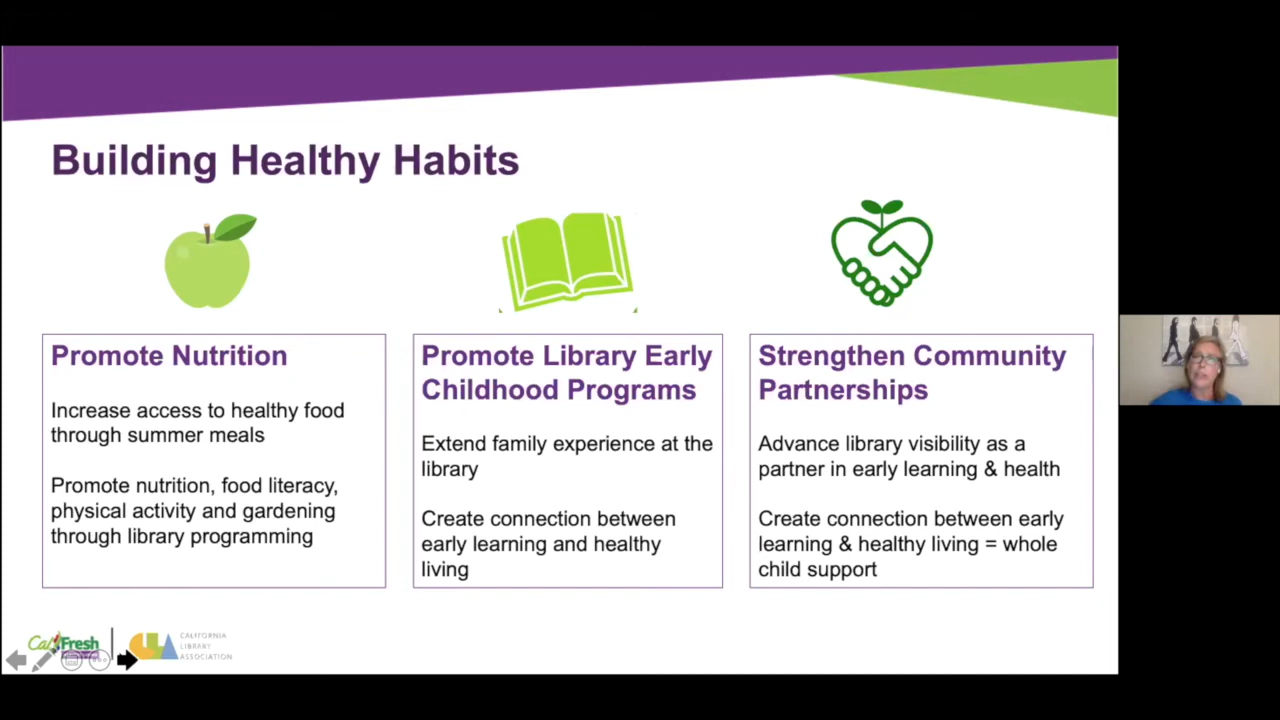 Building Healthy Habits
Promote Nutrition
Increase access to healthy food
through summer meals
Promote nutrition, food literacy,
physical activity and gardening
through library programming
Promote Library Early
Childhood Programs
Extend family experience at the
library
Create connection between
early learning and healthy
living
Strengthen Community
Partnerships
Advance library visibility as a
partner in early learning & health
Create connection between early
learning & healthy living = whole
child support
CalFresh
CLA
CALIFORNIA
LIBRARY
ASSOCIATION